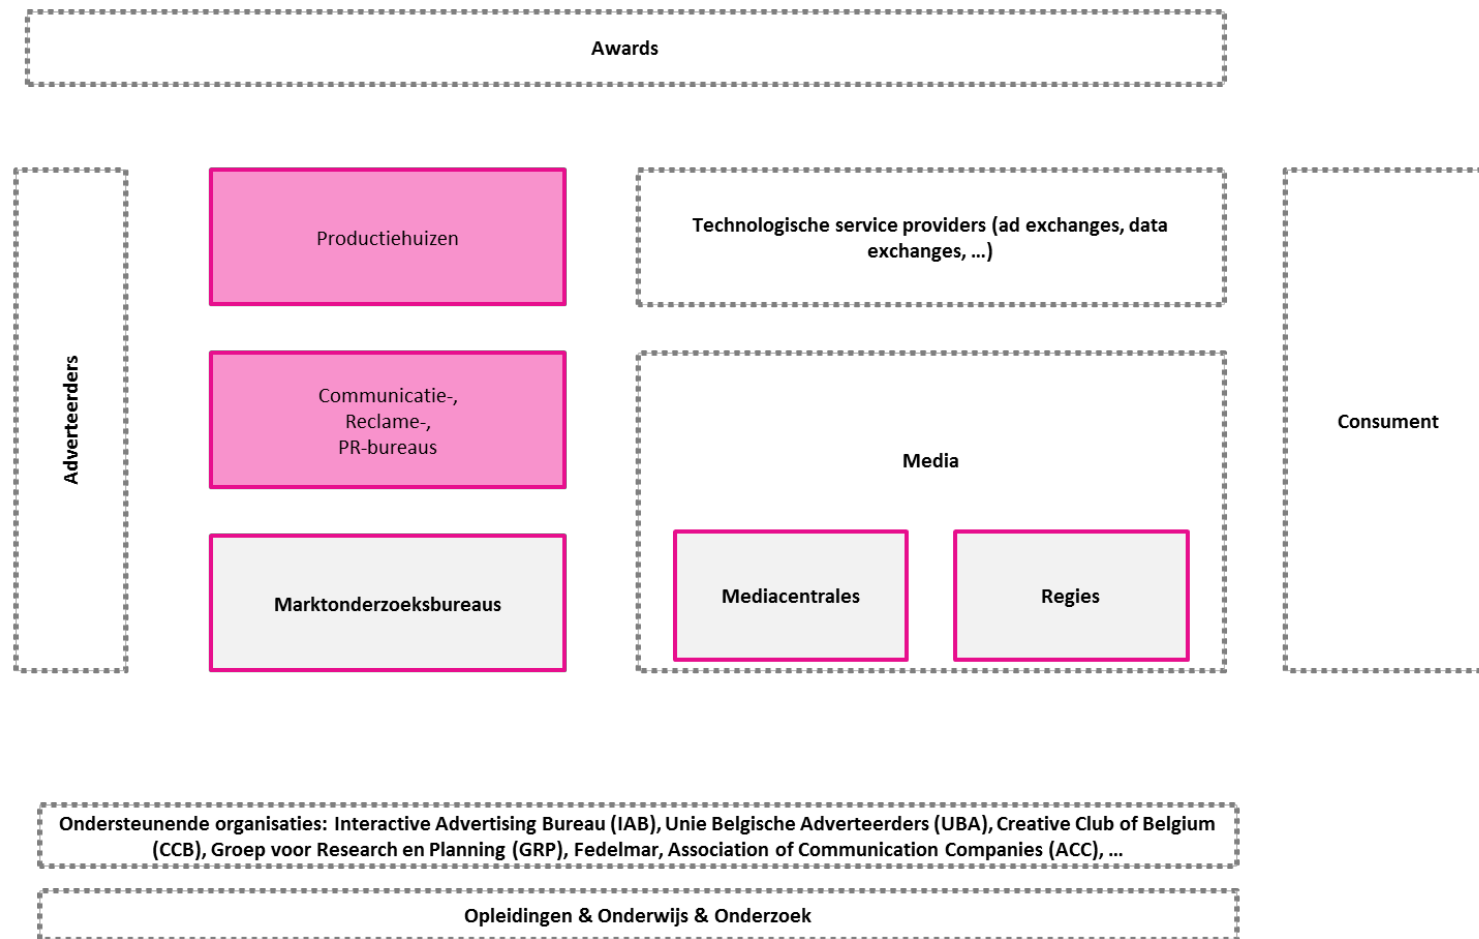 Awards
Productiehuizen
Technologische service providers (ad exchanges, data
exchanges, ...)
Adverteerders
Communicatie-,
Reclame-,
PR-bureaus
Media
Consument
Marktonderzoeksbureaus
Mediacentrales
Regies
Ondersteunende organisaties: Interactive Advertising Bureau (IAB), Unie Belgische Adverteerders (UBA), Creative Club of Belgium
(CCB), Groep voor Research en Planning (GRP), Fedelmar, Association of Communication Companies (ACC), ...
Opleidingen & Onderwijs & Onderzoek